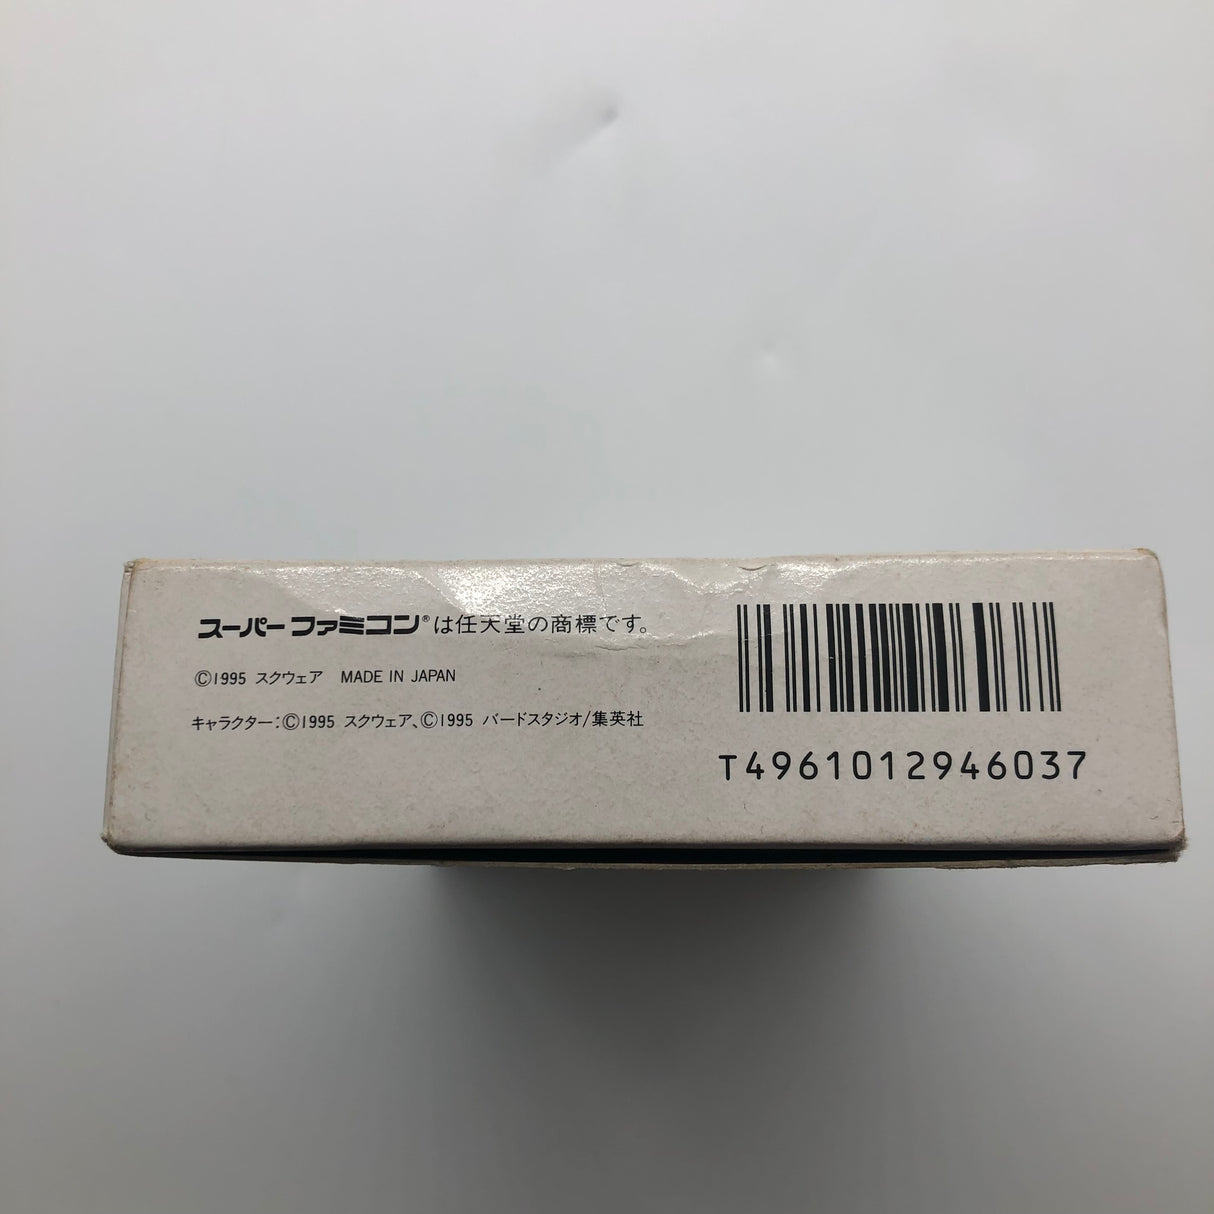 スーパーファミコン®は任天堂の商標です。
©1995 スクウェア MADE IN JAPAN
キャラクター:©1995 スクウェア、©1995 バードスタジオ/集英社
T4961012946037